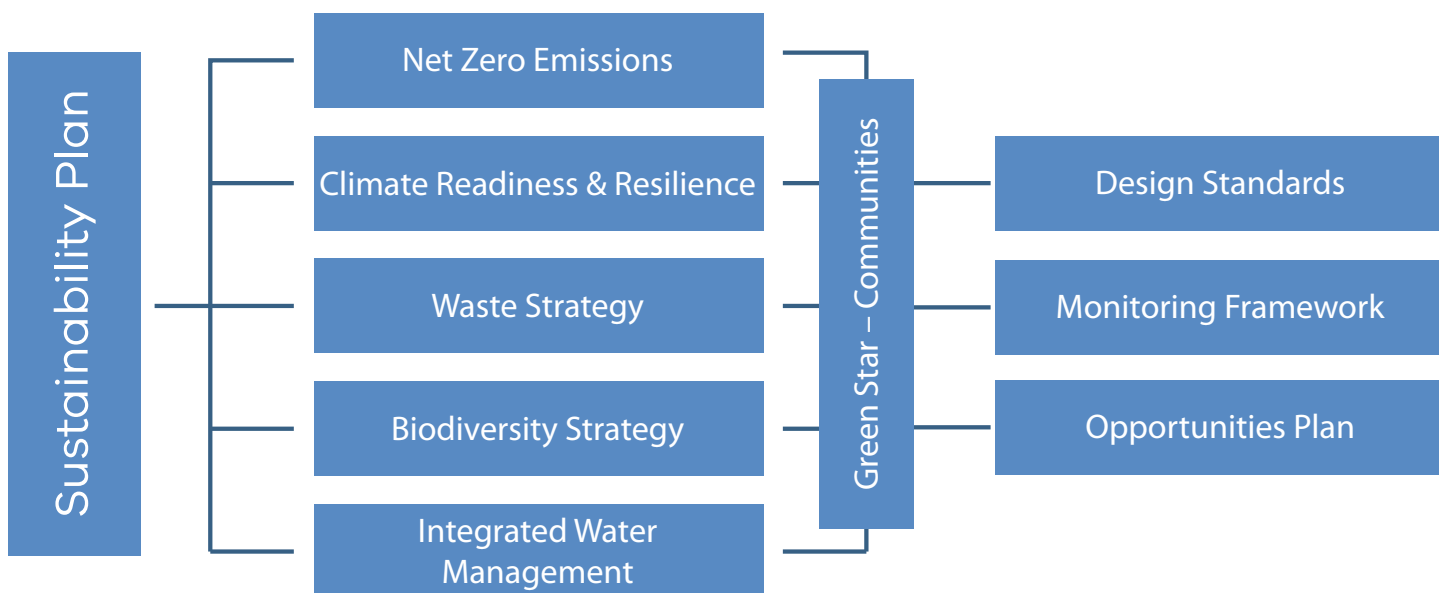 Sustainability Plan
Net Zero Emissions
Climate Readiness & Resilience
Waste Strategy
Biodiversity Strategy
Integrated Water
Management
Green Star – Communities
Design Standards
Monitoring Framework
Opportunities Plan